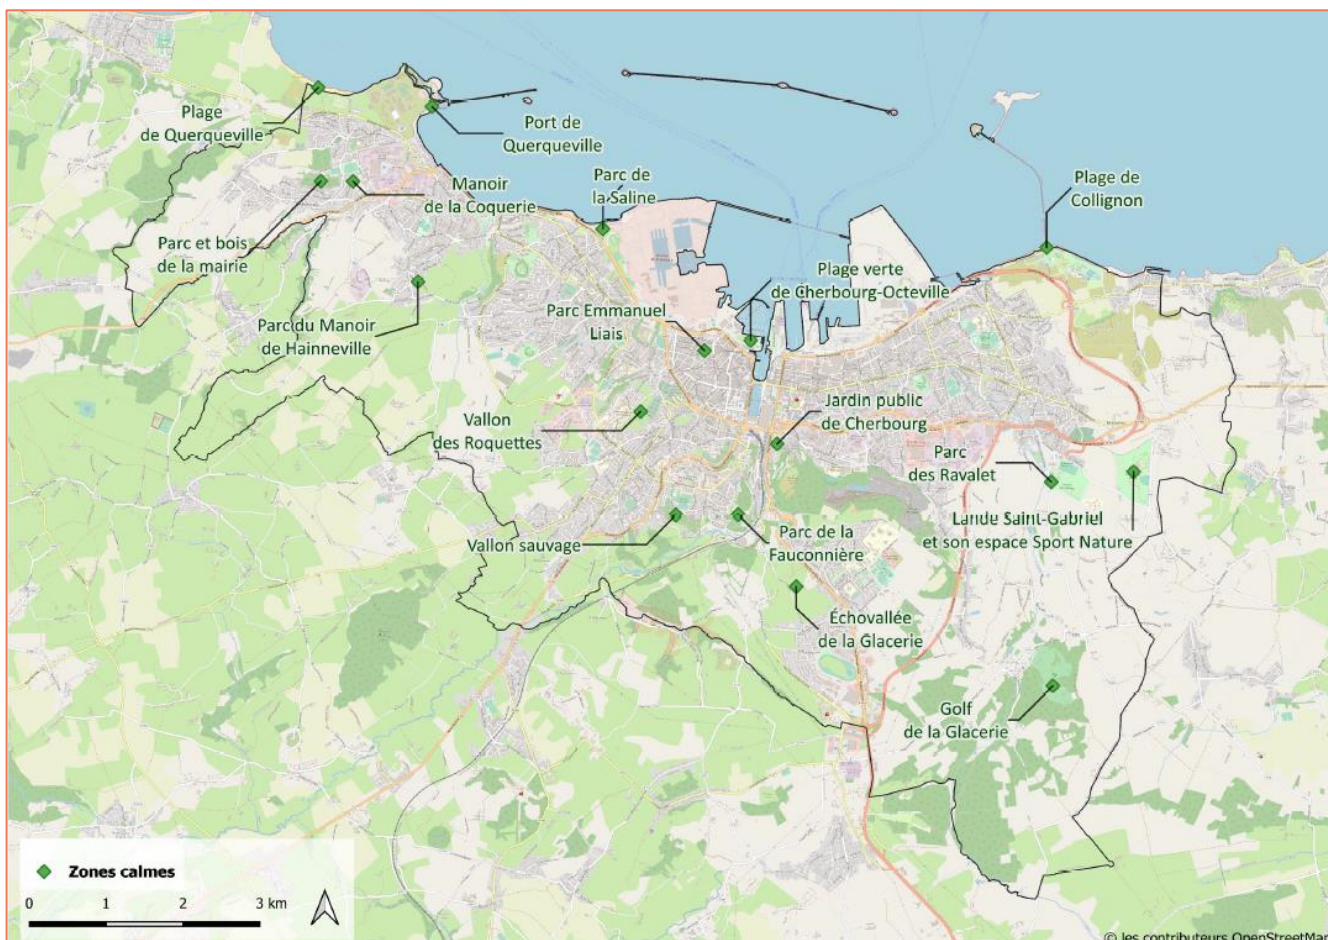 Plage
de Querqueville
Port de
Querqueville
Parc de
la Saline
Manoir
de la Coquerie
Plage de
Collignon
Parc et bois
de la mairie
Plage verte
de Cherbourg-Octeville
Parc Emmanuel
Liais
Parc du Manoir
de Hainneville
Jardin public
de Cherbourg
Vallon
des Roquettes
Parc
des Ravalet
Lande Saint-Gabriel
et son espace Sport Nature
Vallon sauvage
Parc de la
Fauconnière
Échovallée
de la Glacerie
Golf
de la Glacerie
Zones calmes
0 1 2 3 km
© les contributeurs OpenStreetMap